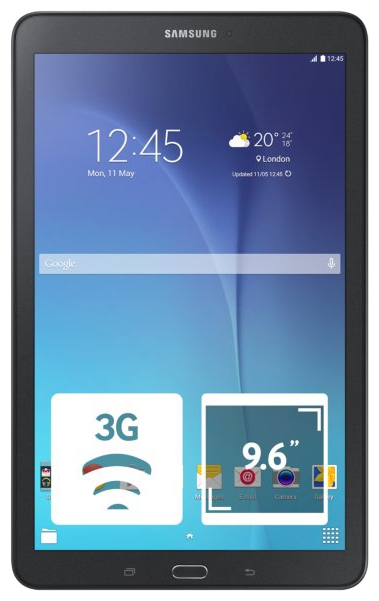 SAMSUNG
12:45
12:45
20° 24°
18°
London
Mon, 11 May
Updated 11/05 12:45
Google
3G
9.6”
Email
Camera
Gallery